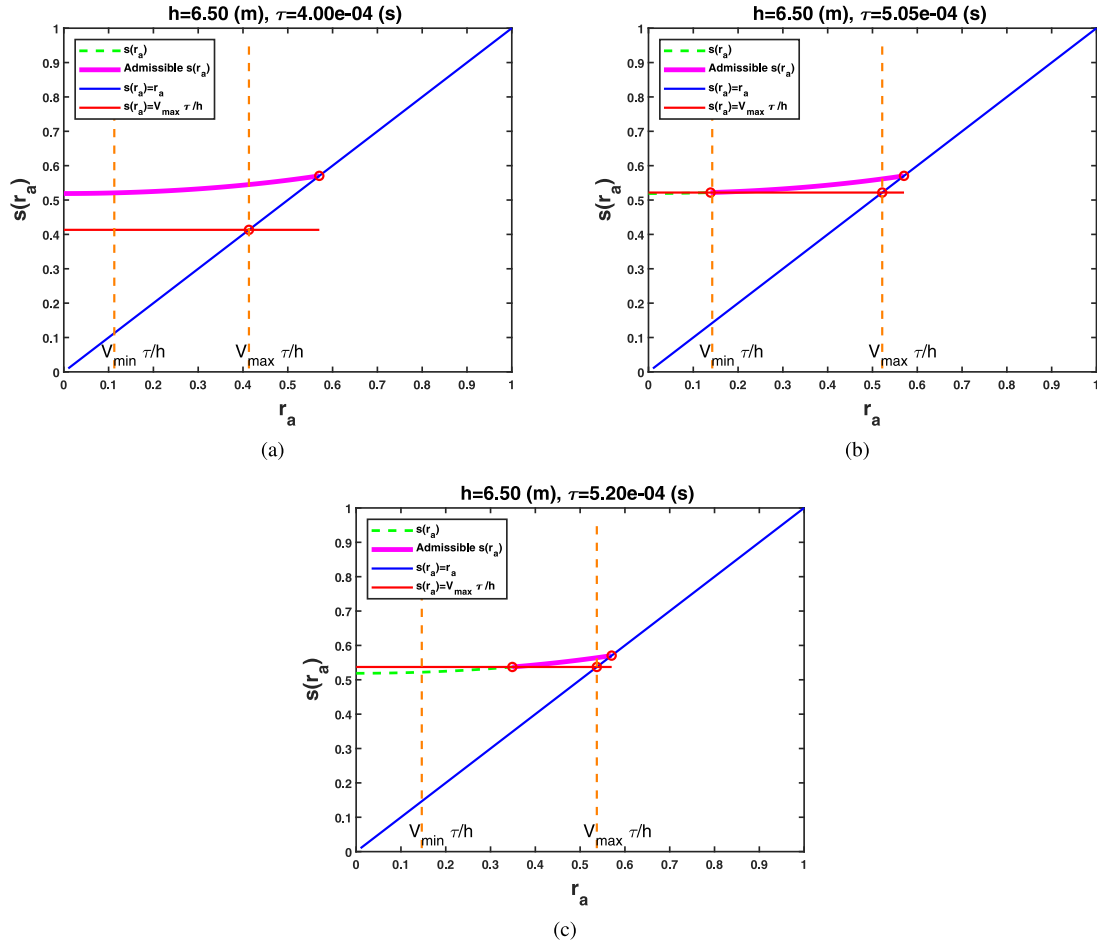 h=6.50 (m), τ=4.00e-04 (s)
s(r_a)
Admissible s(r_a)
s(r_a)=r_a
s(r_a)=V_max τ/h
1
0.9
0.8
0.7
0.6
0.5
0.4
0.3
0.2
0.1
0
s(r_a)
V_min τ/h
V_max τ/h
0 0.1 0.2 0.3 0.4 0.5 0.6 0.7 0.8 0.9 1
r_a
(a)
h=6.50 (m), τ=5.05e-04 (s)
s(r_a)
Admissible s(r_a)
s(r_a)=r_a
s(r_a)=V_max τ/h
1
0.9
0.8
0.7
0.6
0.5
0.4
0.3
0.2
0.1
0
s(r_a)
V_min τ/h
V_max τ/h
0 0.1 0.2 0.3 0.4 0.5 0.6 0.7 0.8 0.9 1
r_a
(b)
h=6.50 (m), τ=5.20e-04 (s)
s(r_a)
Admissible s(r_a)
s(r_a)=r_a
s(r_a)=V_max τ/h
1
0.9
0.8
0.7
0.6
0.5
0.4
0.3
0.2
0.1
0
s(r_a)
V_min τ/h
V_max τ/h
0 0.1 0.2 0.3 0.4 0.5 0.6 0.7 0.8 0.9 1
r_a
(c)